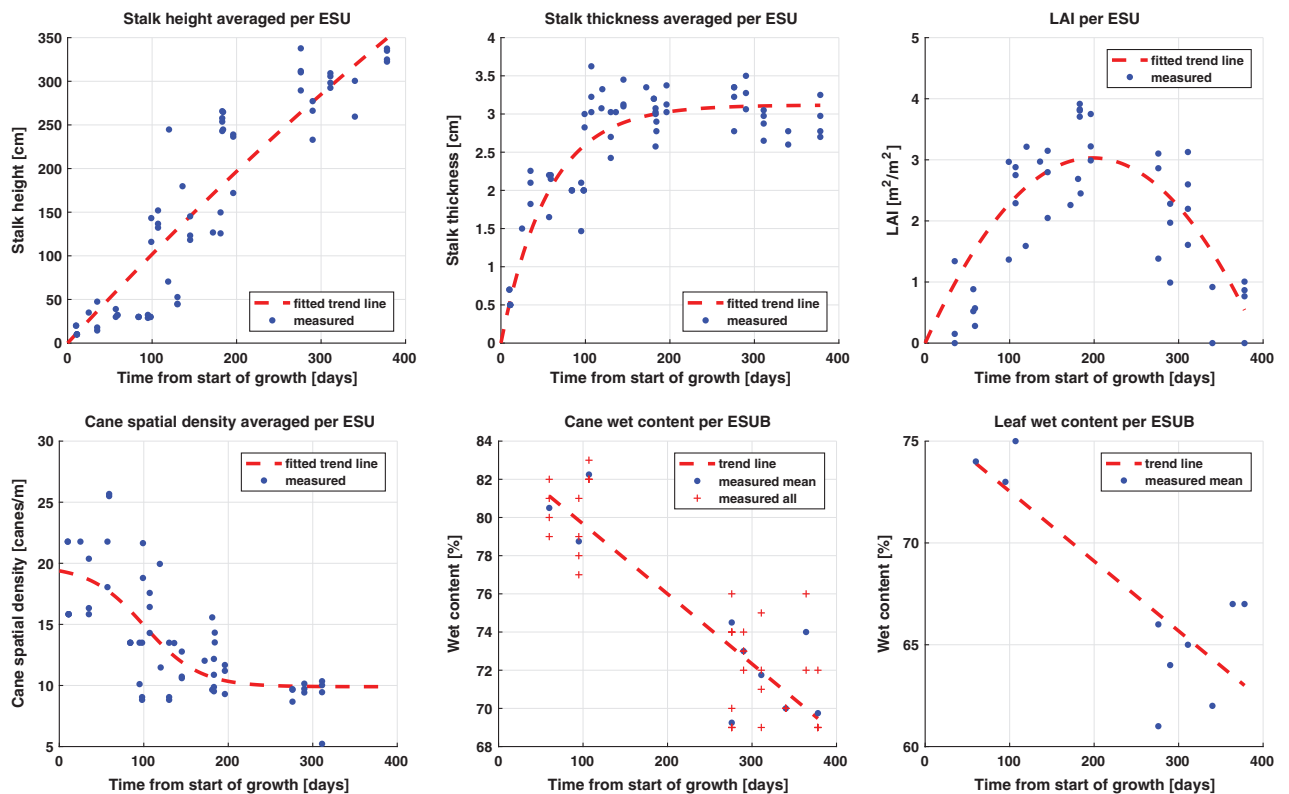 Stalk height averaged per ESU
350
300
250
200
150
100
50
0
Stalk height [cm]
fitted trend line
measured
0 100 200 300 400
Time from start of growth [days]
Stalk thickness averaged per ESU
4
3.5
3
2.5
2
1.5
1
0.5
0
Stalk thickness [cm]
fitted trend line
measured
0 100 200 300 400
Time from start of growth [days]
LAI per ESU
5
4
3
2
1
0
LAI [m²/m²]
fitted trend line
measured
0 100 200 300 400
Time from start of growth [days]
Cane spatial density averaged per ESU
30
25
20
15
10
5
Cane spatial density [canes/m]
fitted trend line
measured
0 100 200 300 400
Time from start of growth [days]
Cane wet content per ESUB
84
82
80
78
76
74
72
70
68
Wet content [%]
trend line
measured mean
measured all
0 100 200 300 400
Time from start of growth [days]
Leaf wet content per ESUB
75
70
65
60
Wet content [%]
trend line
measured mean
0 100 200 300 400
Time from start of growth [days]